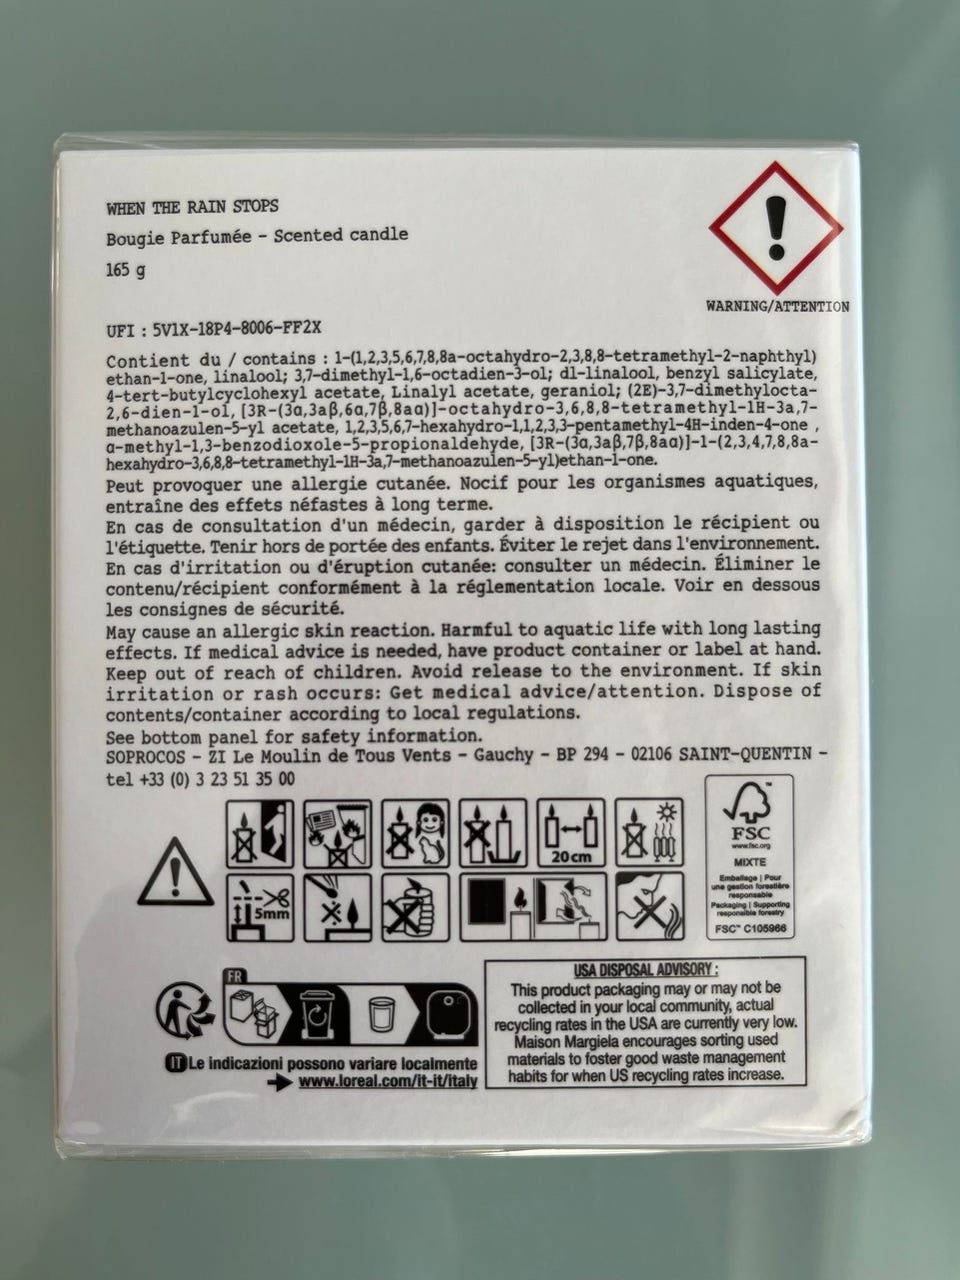 WHEN THE RAIN STOPS
Bougie Parfumée – Scented candle
165 g
WARNING/ATTENTION
UFI : 5V1X-18P4-8006-FF2X
Contient du / contains : 1-(1,2,3,5,6,7,8,8a-octahydro-2,3,8,8-tetramethyl-2-naphthyl)
ethan-1-one, linalool; 3,7-dimethyl-1,6-octadien-3-ol; dl-linalool, benzyl salicylate,
4-tert-butylcyclohexyl acetate, Linalyl acetate, geraniol; (2E)-3,7-dimethylocta-
2,6-dien-1-ol, [3R-(3α,3aβ,6α,7β,8aα)]-octahydro-3,6,8,8-tetramethyl-1H-3a,7-
methanoazulen-5-yl acetate, 1,2,3,5,6,7-hexahydro-1,1,2,3,3-pentamethyl-4H-inden-4-one ,
α-methyl-1,3-benzodioxole-5-propionaldehyde, [3R-(3α,3aβ,7β,8aα)]-1-(2,3,4,7,8,8a-
hexahydro-3,6,8,8-tetramethyl-1H-3a,7-methanoazulen-5-yl)ethan-1-one.
Peut provoquer une allergie cutanée. Nocif pour les organismes aquatiques,
entraîne des effets néfastes à long terme.
En cas de consultation d'un médecin, garder à disposition le récipient ou
l'étiquette. Tenir hors de portée des enfants. Éviter le rejet dans l'environnement.
En cas d'irritation ou d'éruption cutanée: consulter un médecin. Éliminer le
contenu/récipient conformément à la réglementation locale. Voir en dessous
les consignes de sécurité.
May cause an allergic skin reaction. Harmful to aquatic life with long lasting
effects. If medical advice is needed, have product container or label at hand.
Keep out of reach of children. Avoid release to the environment. If skin
irritation or rash occurs: Get medical advice/attention. Dispose of
contents/container according to local regulations.
See bottom panel for safety information.
SOPROCOS – ZI Le Moulin de Tous Vents – Gauchy – BP 294 – 02106 SAINT-QUENTIN –
tel +33 (0) 3 23 51 35 00
20cm
5mm
FSC
www.fsc.org
MIXTE
Emballage | Pour
une gestion forestière
responsable
Packaging | Supporting
responsible forestry
FSC™ C105966
FR
IT Le indicazioni possono variare localmente
www.loreal.com/it-it/italy
USA DISPOSAL ADVISORY :
This product packaging may or may not be
collected in your local community, actual
recycling rates in the USA are currently very low.
Maison Margiela encourages sorting used
materials to foster good waste management
habits for when US recycling rates increase.